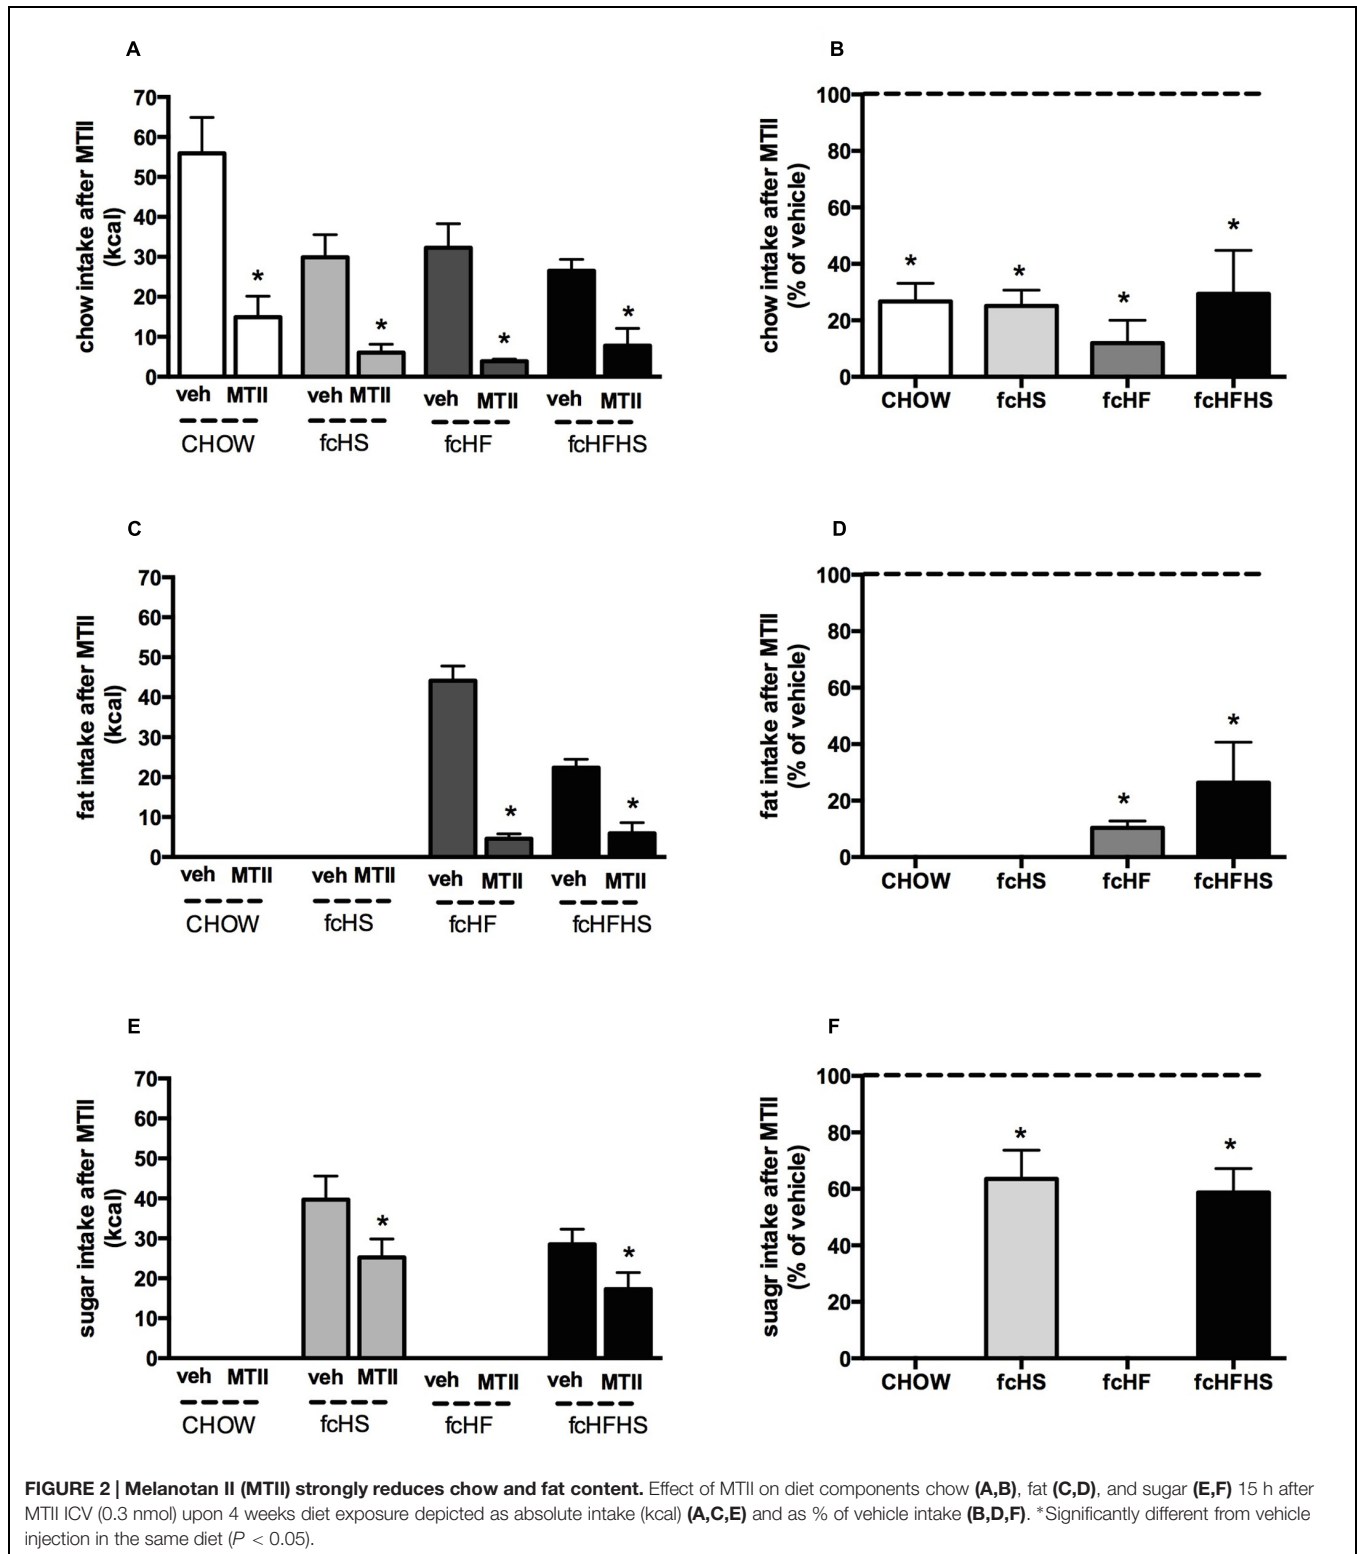 A
70
60
50
40
30
20
10
0
chow intake after MTII
(kcal)
*
*
*
*
veh MTII veh MTII veh MTII veh MTII
CHOW fcHS fcHF fcHFHS
B
100
80
60
40
20
0
chow intake after MTII
(% of vehicle)
*
*
*
*
CHOW fcHS fcHF fcHFHS
C
70
60
50
40
30
20
10
0
fat intake after MTII
(kcal)
*
*
veh MTII veh MTII veh MTII veh MTII
CHOW fcHS fcHF fcHFHS
D
100
80
60
40
20
0
fat intake after MTII
(% of vehicle)
*
*
CHOW fcHS fcHF fcHFHS
E
70
60
50
40
30
20
10
0
sugar intake after MTII
(kcal)
*
*
veh MTII veh MTII veh MTII veh MTII
CHOW fcHS fcHF fcHFHS
F
100
80
60
40
20
0
suagr intake after MTII
(% of vehicle)
*
*
CHOW fcHS fcHF fcHFHS
FIGURE 2 | Melanotan II (MTII) strongly reduces chow and fat content. Effect of MTII on diet components chow (A,B), fat (C,D), and sugar (E,F) 15 h after
MTII ICV (0.3 nmol) upon 4 weeks diet exposure depicted as absolute intake (kcal) (A,C,E) and as % of vehicle intake (B,D,F). *Significantly different from vehicle
injection in the same diet (P < 0.05).